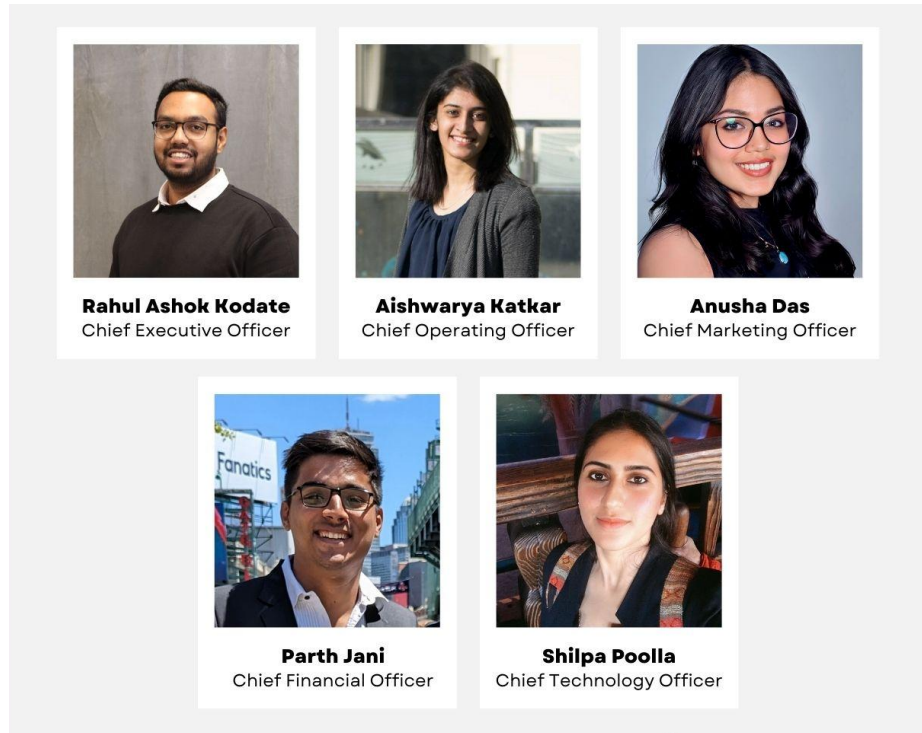 Rahul Ashok Kodate
Chief Executive Officer
Aishwarya Katkar
Chief Operating Officer
Anusha Das
Chief Marketing Officer
Fanatics
Parth Jani
Chief Financial Officer
Shilpa Poolla
Chief Technology Officer